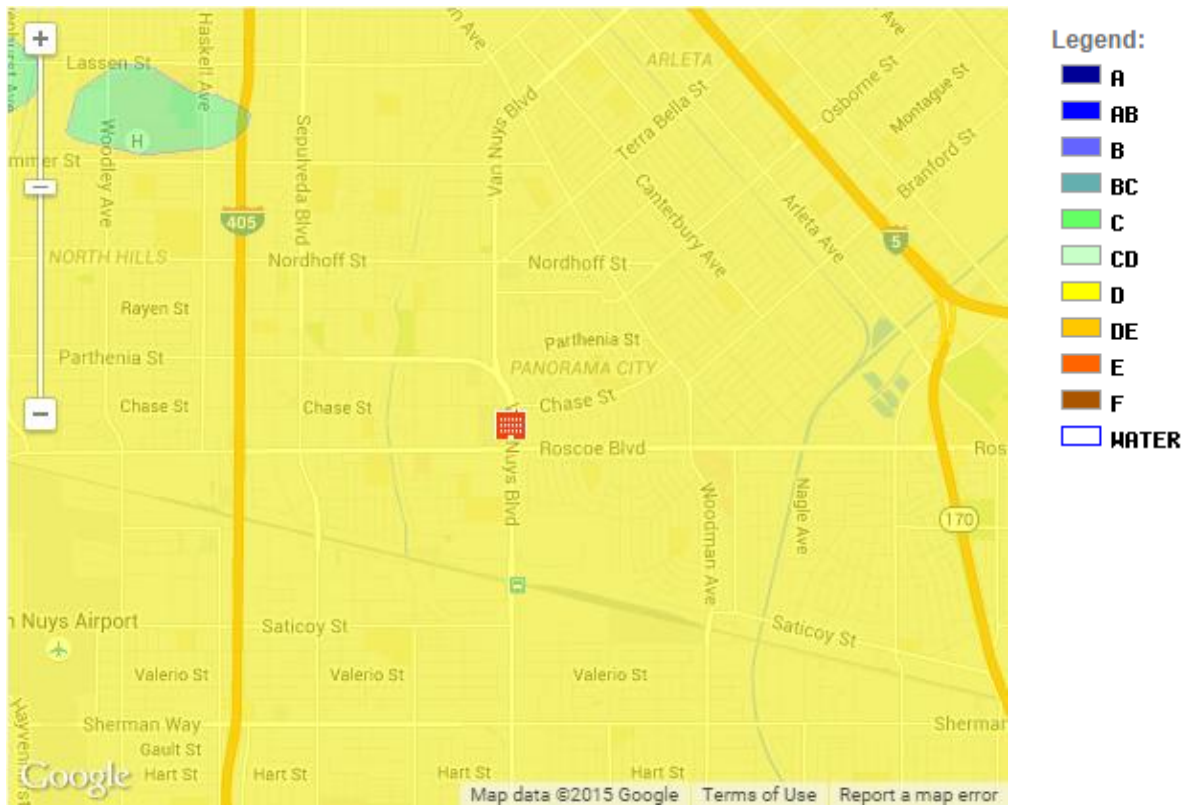 +
Lassen St
Haskell Ave
ARLETA
Osborne St
Montague St
Terra Bella St
Van Nuys Blvd
Woodley Ave
H
Sepulveda Blvd
Branford St
Canterbury Ave
Arleta Ave
405
5
NORTH HILLS
Nordhoff St
Nordhoff St
Rayen St
Parthenia St
Parthenia St
PANORAMA CITY
Chase St
Chase St
Chase St
−
Roscoe Blvd
Ros
Nuys Blvd
Woodman Ave
Nagle Ave
170
n Nuys Airport
Saticoy St
Saticoy St
Valerio St
Valerio St
Valerio St
Sherman Way
Sherman
Gault St
Hart St
Hart St
Hart St
Hart St
Google
Map data ©2015 Google
Terms of Use
Report a map error
Legend:
A
AB
B
BC
C
CD
D
DE
E
F
WATER